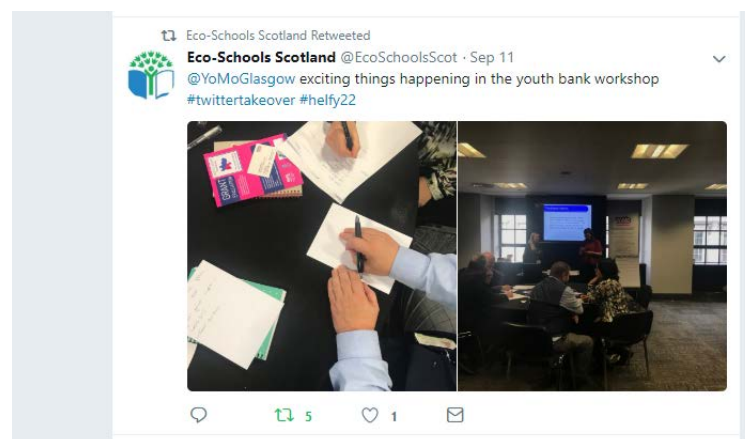 Eco-Schools Scotland Retweeted
Eco-Schools Scotland @EcoSchoolsScot · Sep 11
@YoMoGlasgow exciting things happening in the youth bank workshop
#twittertakeover #helfy22
GRANT
5
1